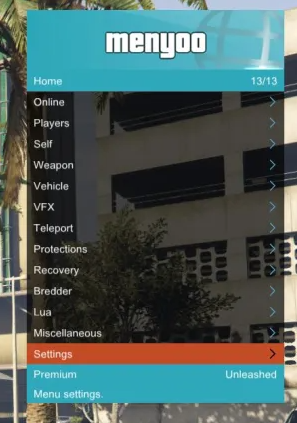 menyoo
Home 13/13
Online
Players
Self
Weapon
Vehicle
VFX
Teleport
Protections
Recovery
Bredder
Lua
Miscellaneous
Settings
Premium Unleashed
Menu settings.